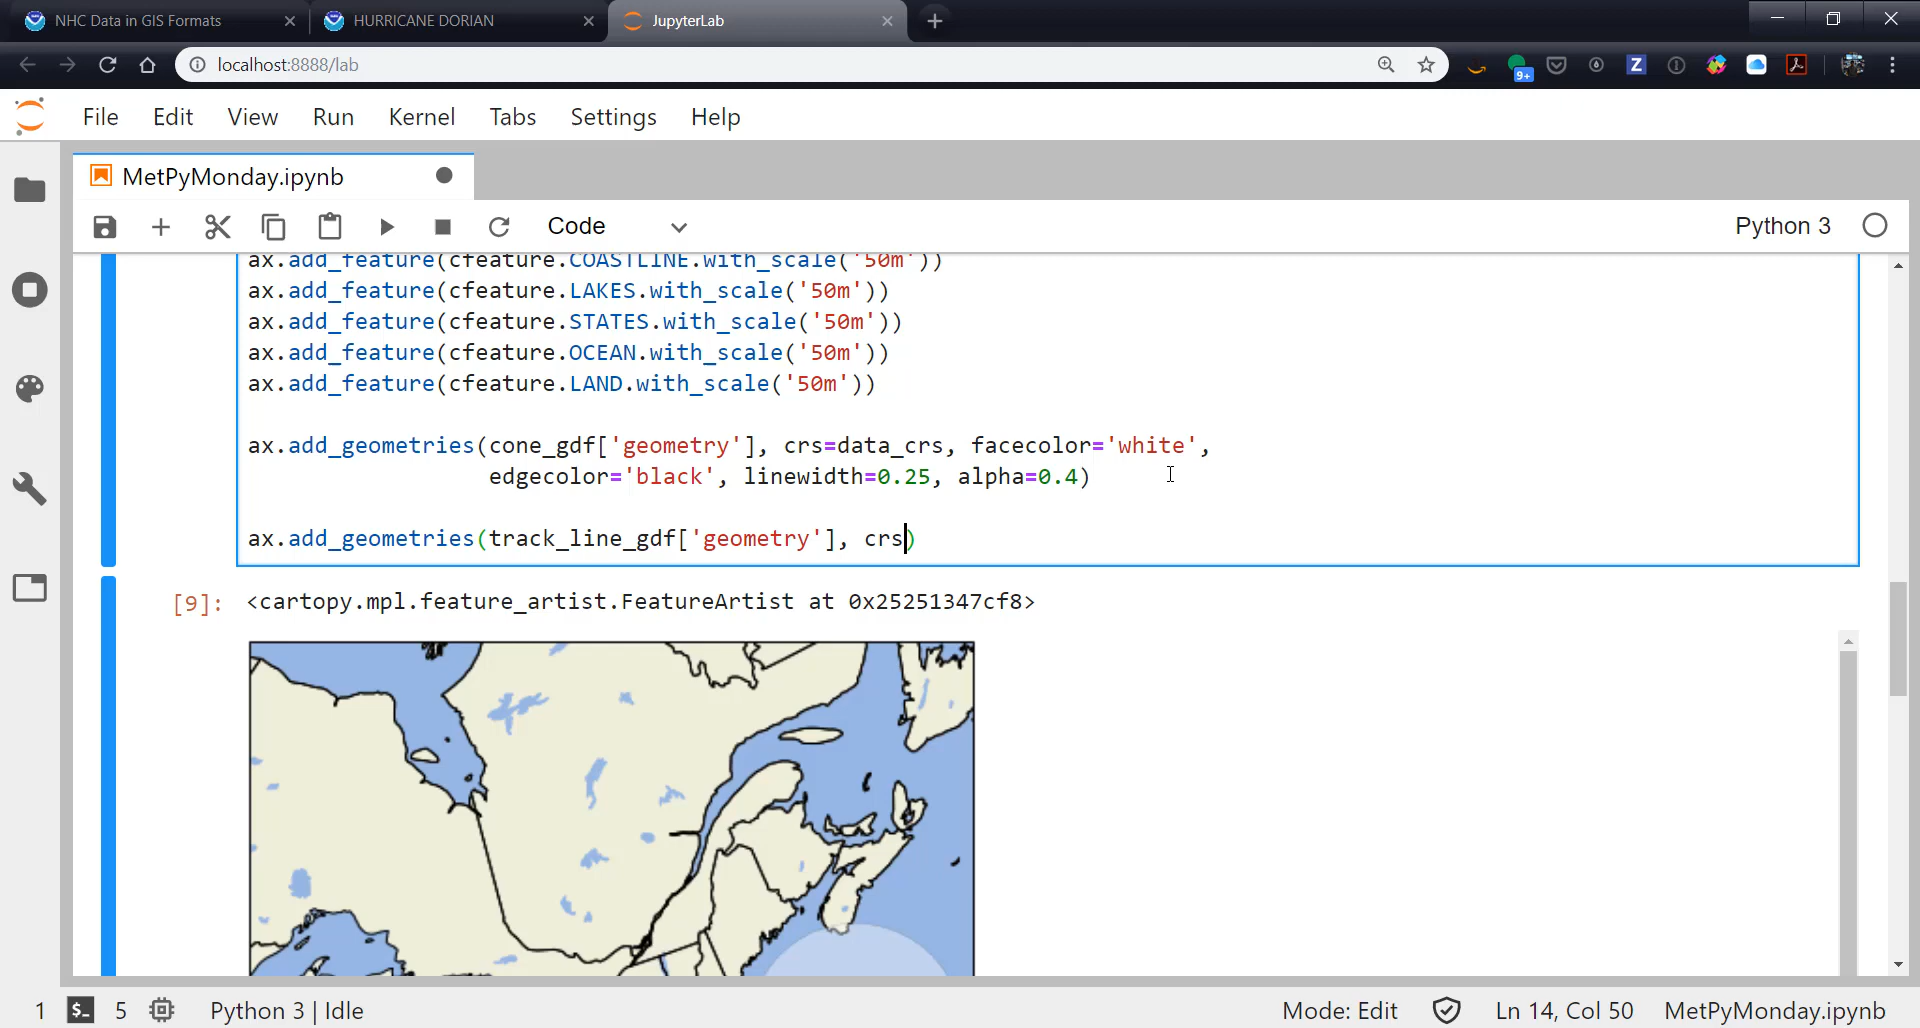 NHC Data in GIS Formats
HURRICANE DORIAN
JupyterLab
localhost:8888/lab
9+
Z
File Edit View Run Kernel Tabs Settings Help
MetPyMonday.ipynb
Code
Python 3
ax.add_feature(cfeature.COASTLINE.with_scale('50m'))
ax.add_feature(cfeature.LAKES.with_scale('50m'))
ax.add_feature(cfeature.STATES.with_scale('50m'))
ax.add_feature(cfeature.OCEAN.with_scale('50m'))
ax.add_feature(cfeature.LAND.with_scale('50m'))
ax.add_geometries(cone_gdf['geometry'], crs=data_crs, facecolor='white',
edgecolor='black', linewidth=0.25, alpha=0.4)
ax.add_geometries(track_line_gdf['geometry'], crs)
[9]: <cartopy.mpl.feature_artist.FeatureArtist at 0x25251347cf8>
1 $_ 5 Python 3 | Idle Mode: Edit Ln 14, Col 50 MetPyMonday.ipynb